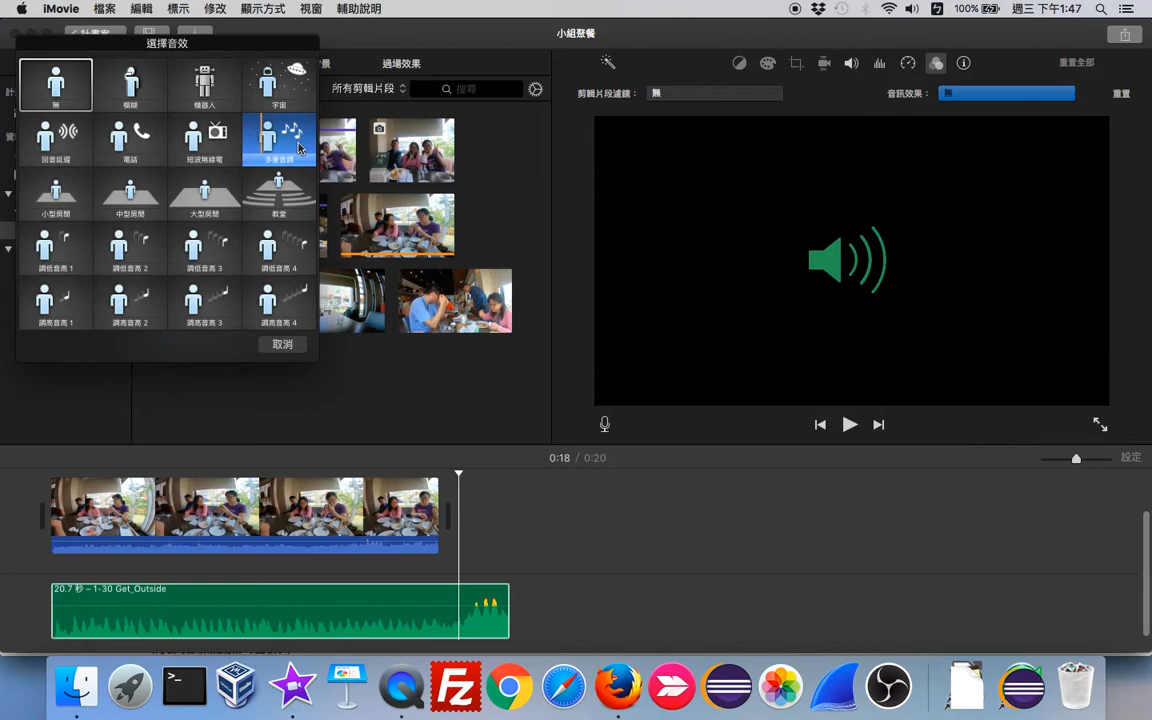 iMovie 檔案 編輯 標示 修改 顯示方式 視窗 輔助說明
100% 週三 下午1:47
小組聚餐
選擇音效
過場效果
重置全部
所有剪輯片段
搜尋
剪輯片段濾鏡： 無
音訊效果： 無
重置
無 模糊 機器人 宇宙
回音延遲 電話 短波無線電 多重音調
小型房間 中型房間 大型房間 教堂
調低音高 1 調低音高 2 調低音高 3 調低音高 4
調高音高 1 調高音高 2 調高音高 3 調高音高 4
取消
0:18 / 0:20
設定
20.7 秒 – 1-30 Get_Outside